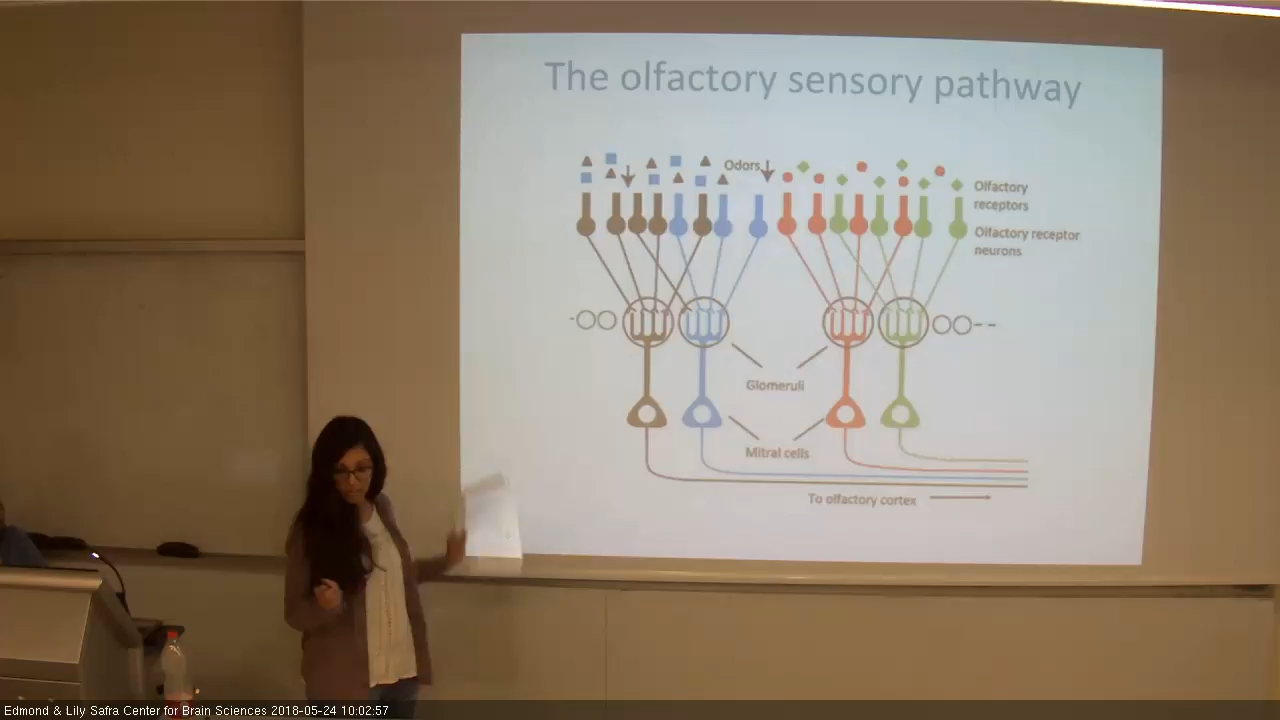 The olfactory sensory pathway
Odors
Olfactory
receptors
Olfactory receptor
neurons
Glomeruli
Mitral cells
To olfactory cortex
Edmond & Lily Safra Center for Brain Sciences 2018-05-24 10:02:57